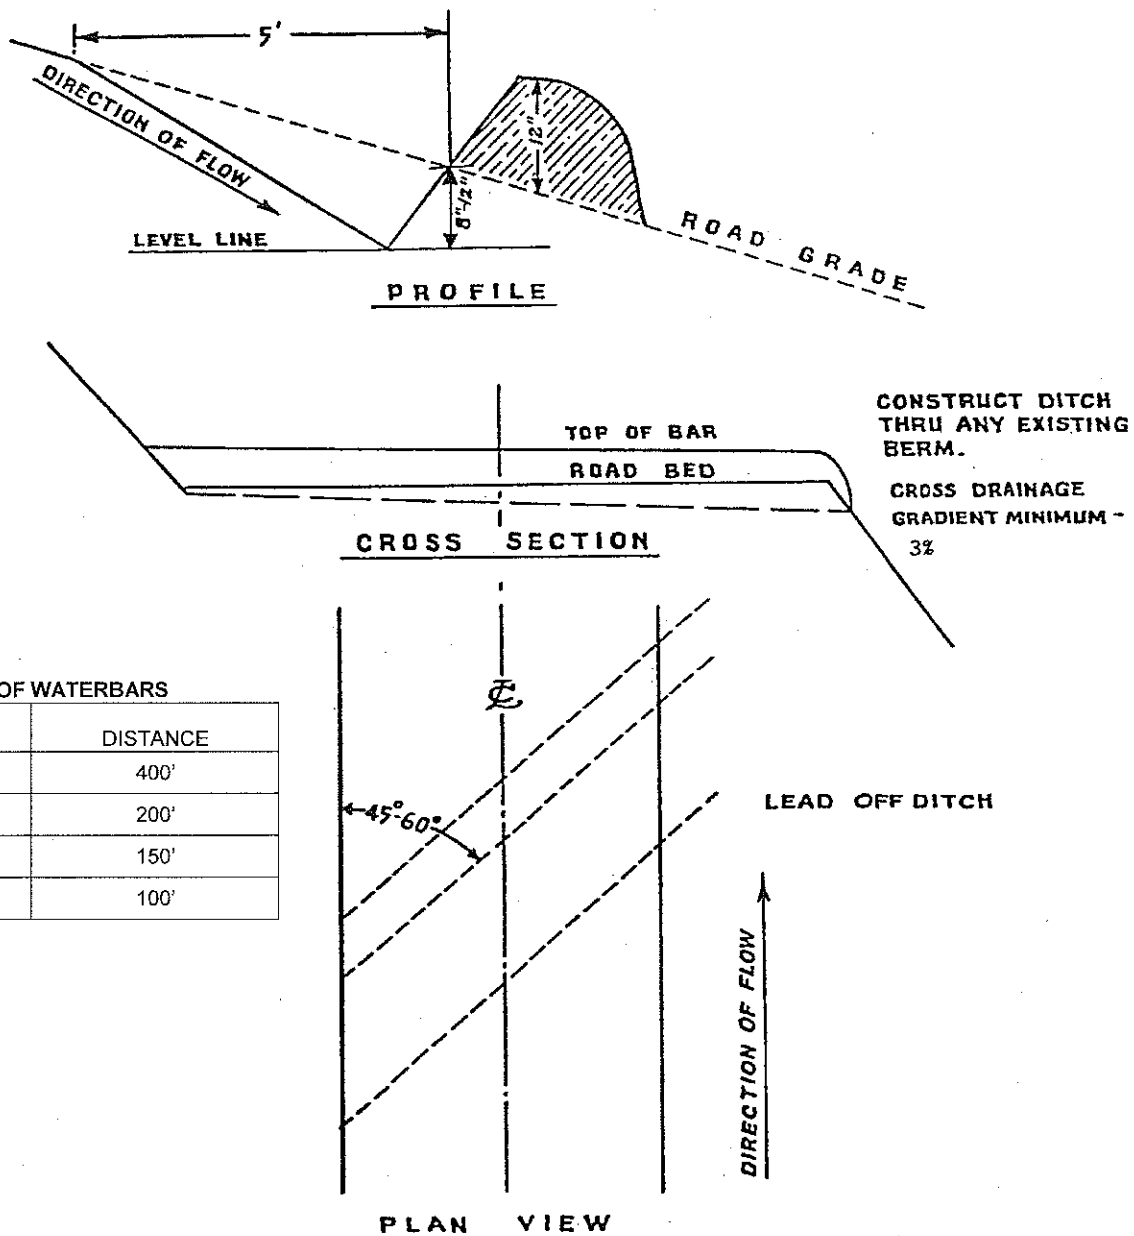 5'
DIRECTION OF FLOW
12"
8"-12"
LEVEL LINE
ROAD GRADE
PROFILE
TOP OF BAR
ROAD BED
CONSTRUCT DITCH
THRU ANY EXISTING
BERM.
CROSS DRAINAGE
GRADIENT MINIMUM -
3%
CROSS SECTION
OF WATERBARS
DISTANCE
400'
200'
150'
100'
℄
45°-60°
LEAD OFF DITCH
DIRECTION OF FLOW
PLAN VIEW